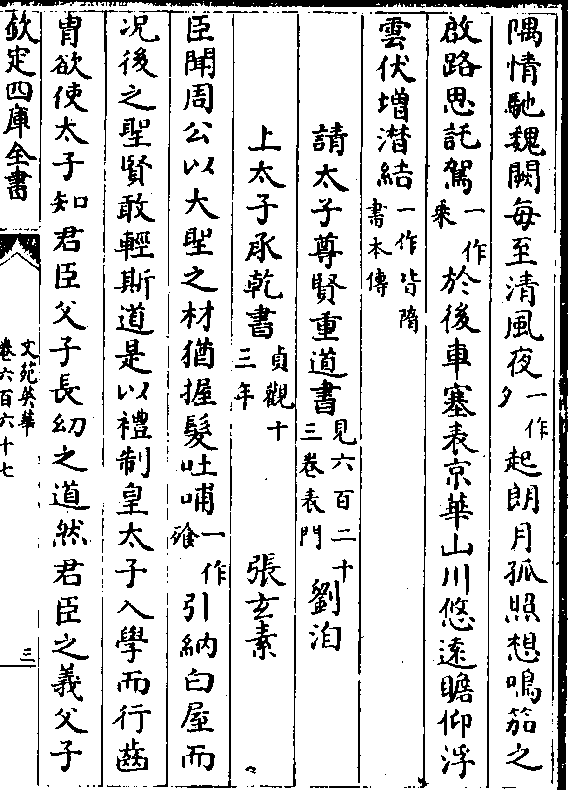 隅情馳魏闕每至清風夜一作夕起朗月孤照想鳴笳之
啟路思託駕一作乘於後車塞表京華山川悠遠瞻仰浮
雲伏增潜結一作皆隋書本傳
請太子尊賢重道書見六百二十三卷表門劉洎
上太子承乾書貞觀十三年張玄素
臣聞周公以大聖之材猶握髮吐哺一作飱引納白屋而
况後之聖賢敢輕斯道是以禮制皇太子入學而行齒
胄欲使太子知君臣父子長幼之道然君臣之義父子
欽定四庫全書
文苑英華
卷六百六十七
三